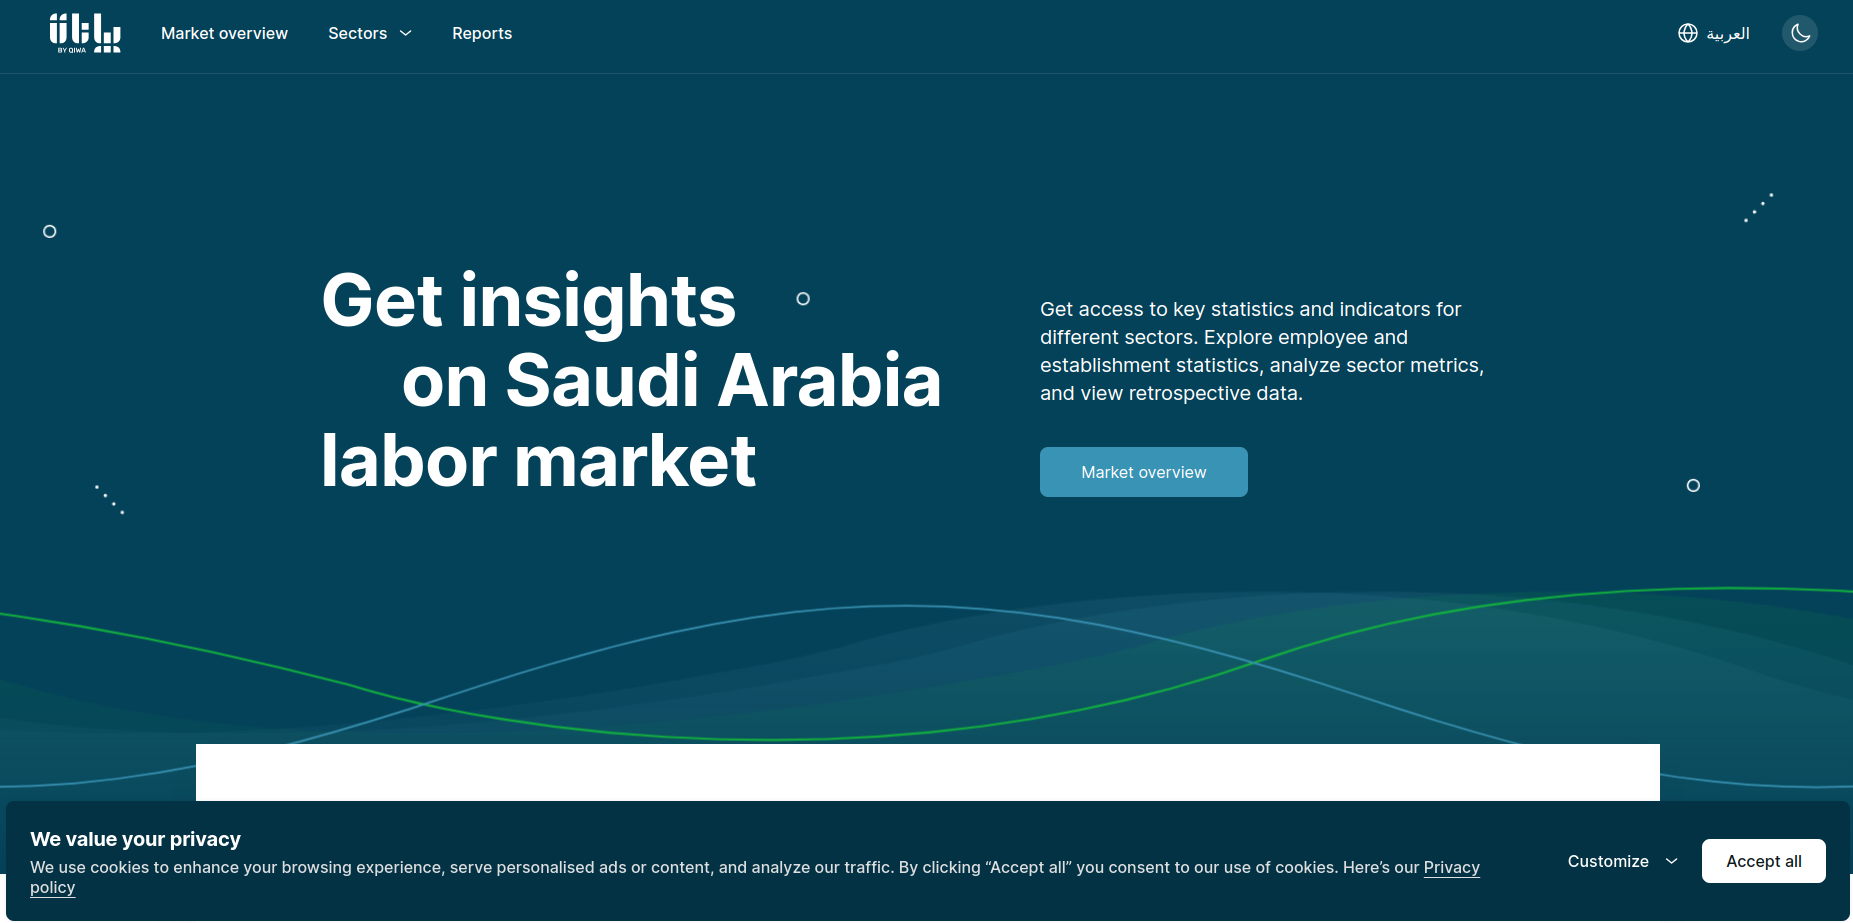 BY QIWA
Market overview
Sectors
Reports
العربية
Get insights
on Saudi Arabia
labor market
Get access to key statistics and indicators for
different sectors. Explore employee and
establishment statistics, analyze sector metrics,
and view retrospective data.
Market overview
We value your privacy
We use cookies to enhance your browsing experience, serve personalised ads or content, and analyze our traffic. By clicking “Accept all” you consent to our use of cookies. Here’s our Privacy
policy
Customize
Accept all